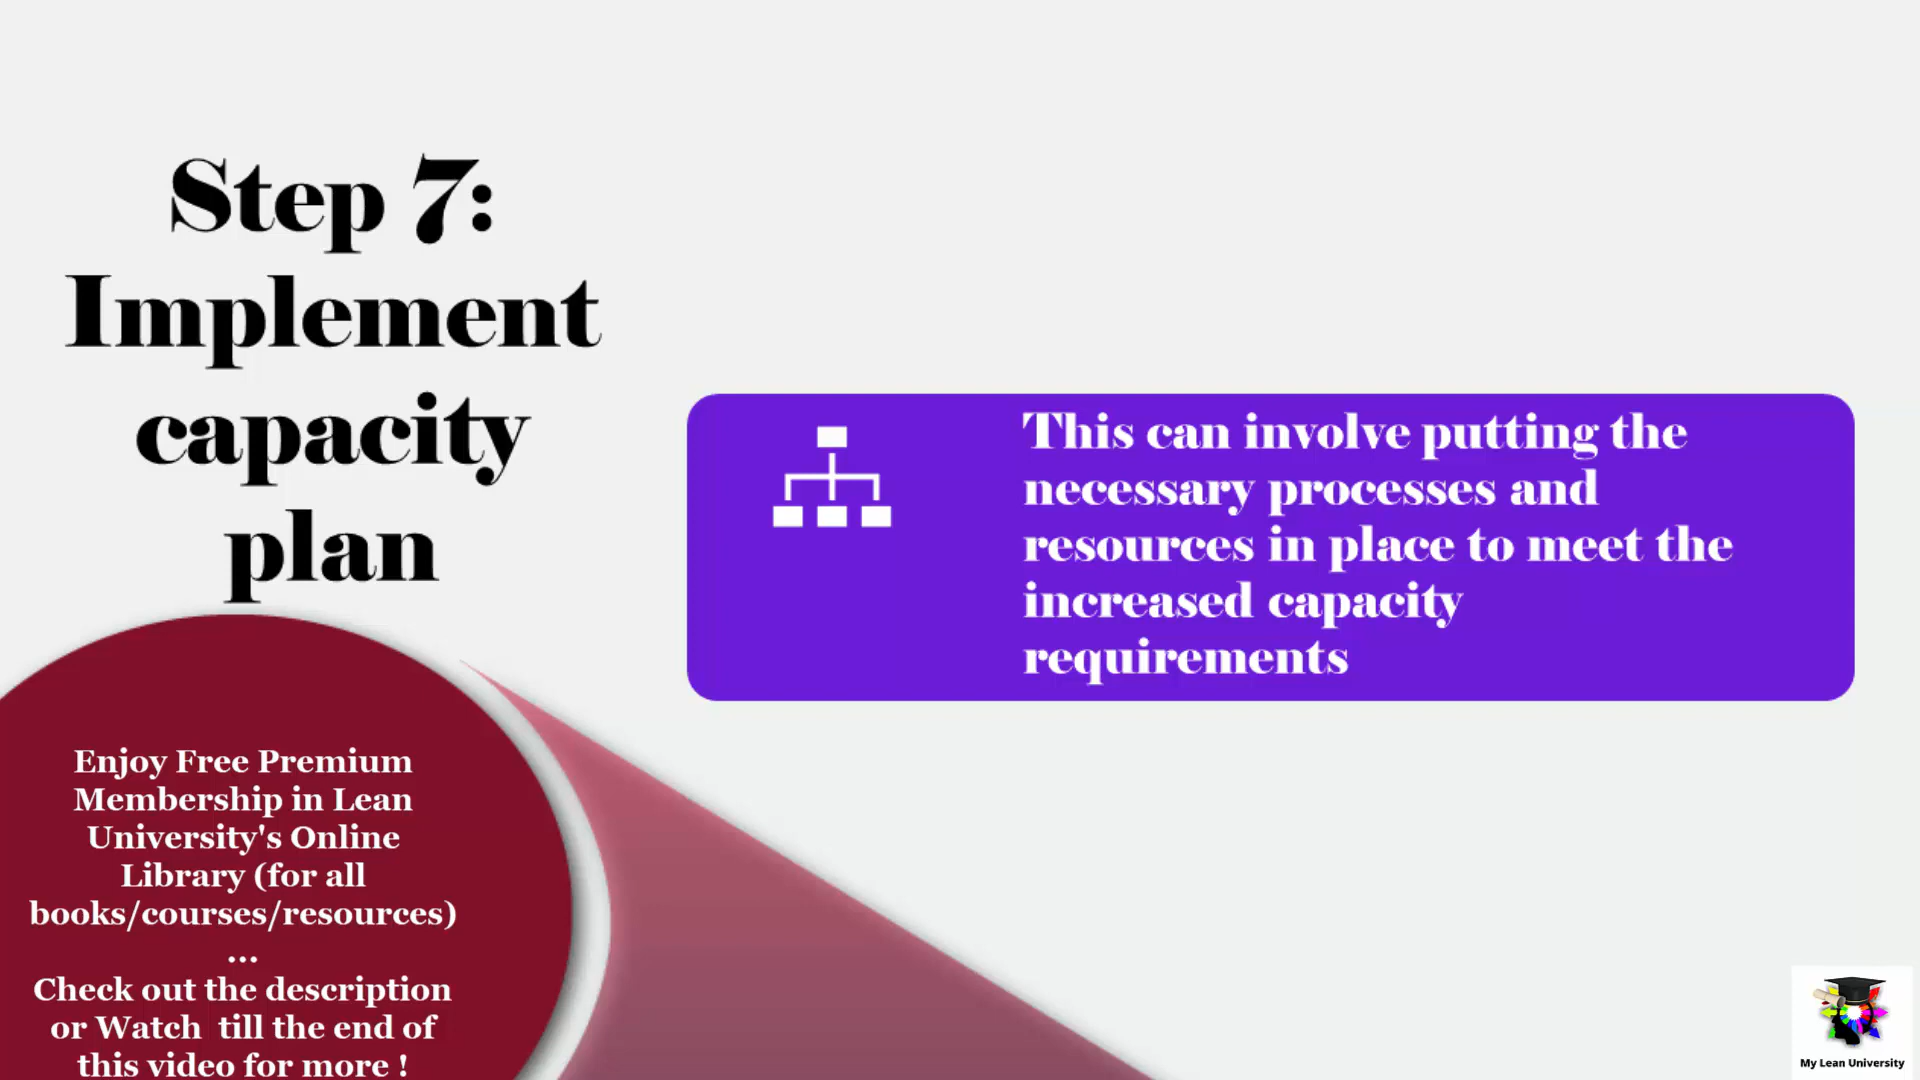 Step 7:
Implement
capacity
plan
This can involve putting the
necessary processes and
resources in place to meet the
increased capacity
requirements
Enjoy Free Premium
Membership in Lean
University's Online
Library (for all
books/courses/resources)
...
Check out the description
or Watch till the end of
this video for more !
My Lean University